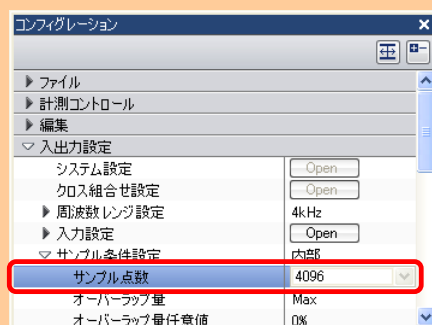 コンフィグレーション
ファイル
計測コントロール
編集
入出力設定
システム設定 Open
クロス組合せ設定 Open
周波数レンジ設定 4kHz
入力設定 Open
サンプル条件設定 内部
サンプル点数 4096
オーバーラップ量 Max
オーバーラップ量任意値 0%